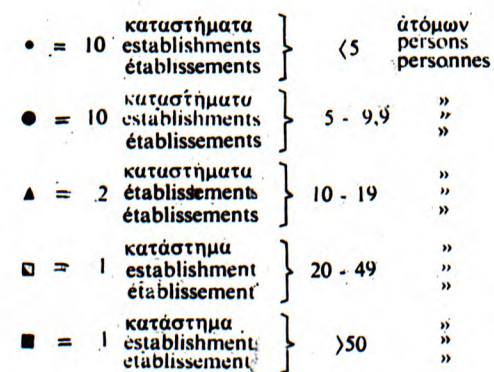 καταστήματα ἀτόμων
• = 10 establishments } <5 persons
établissements personnes
καταστήματα »
● = 10 establishments } 5 - 9,9 »
établissements »
καταστήματα »
▲ = 2 établissements } 10 - 19 »
établissements »
κατάστημα »
= 1 establishment } 20 - 49 »
établissement »
κατάστημα »
■ = 1 establishment } >50 »
établissement »